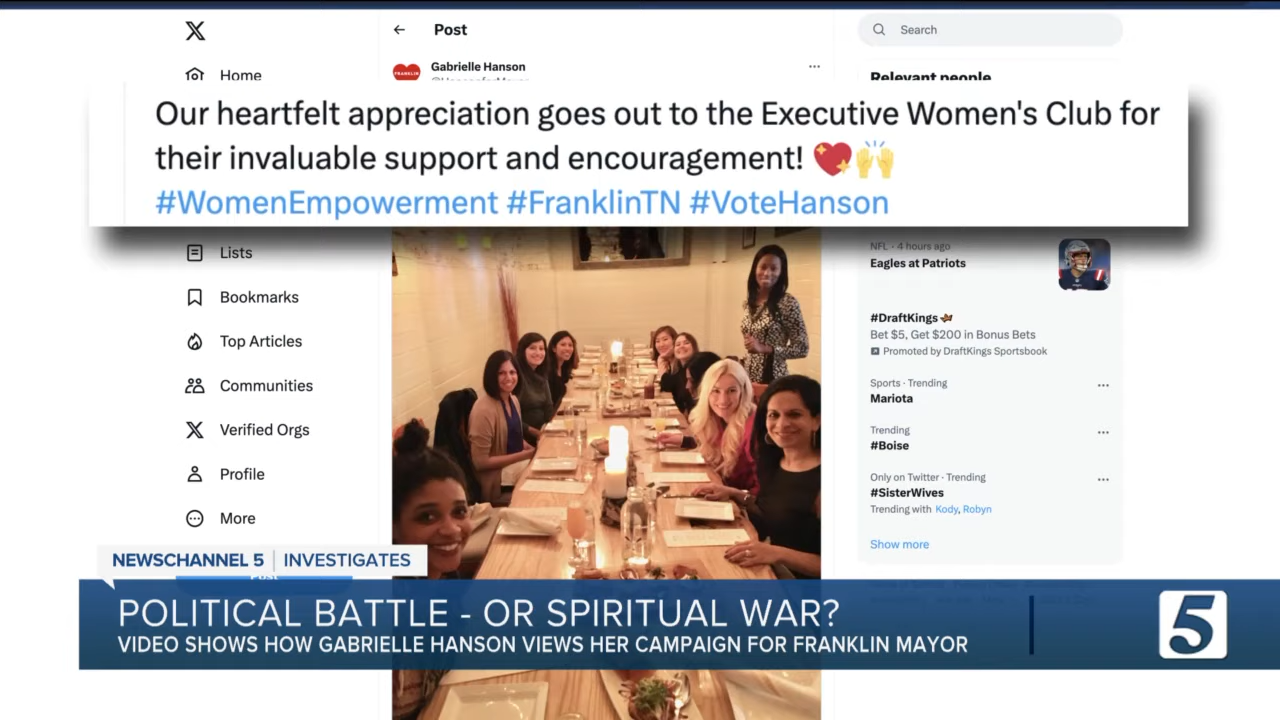 Post
Search
Home
Gabrielle Hanson
Relevant people
FRANKLIN
Our heartfelt appreciation goes out to the Executive Women's Club for
their invaluable support and encouragement! 💖🙌
#WomenEmpowerment #FranklinTN #VoteHanson
Lists
Bookmarks
Top Articles
Communities
Verified Orgs
Profile
More
NFL · 4 hours ago
Eagles at Patriots
#DraftKings
Bet $5, Get $200 in Bonus Bets
Promoted by DraftKings Sportsbook
Sports · Trending
Mariota
Trending
#Boise
Only on Twitter · Trending
#SisterWives
Trending with Kody, Robyn
Show more
NEWSCHANNEL 5 | INVESTIGATES
POLITICAL BATTLE - OR SPIRITUAL WAR?
VIDEO SHOWS HOW GABRIELLE HANSON VIEWS HER CAMPAIGN FOR FRANKLIN MAYOR
5